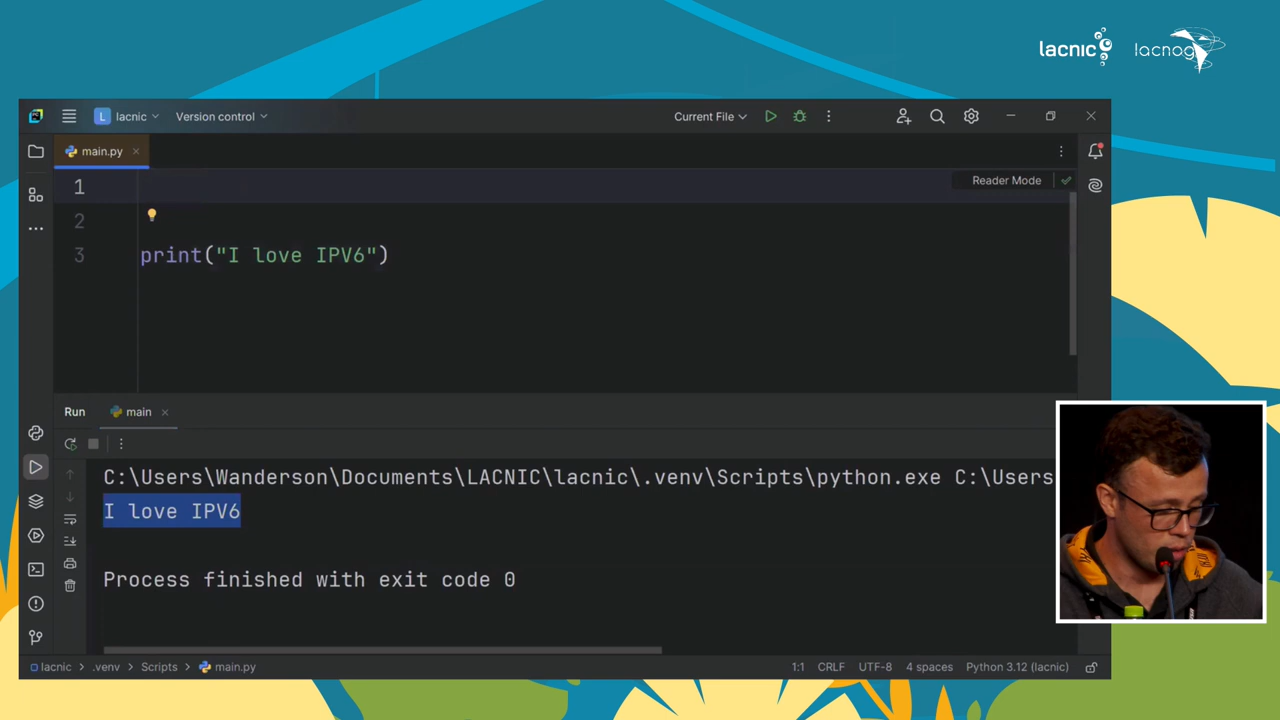 lacnic lacnog
lacnic Version control Current File
main.py
Reader Mode
1
2
3 print("I love IPV6")
Run main
C:\Users\Wanderson\Documents\LACNIC\lacnic\.venv\Scripts\python.exe C:\Users
I love IPV6
Process finished with exit code 0
lacnic > .venv > Scripts > main.py 1:1 CRLF UTF-8 4 spaces Python 3.12 (lacnic)